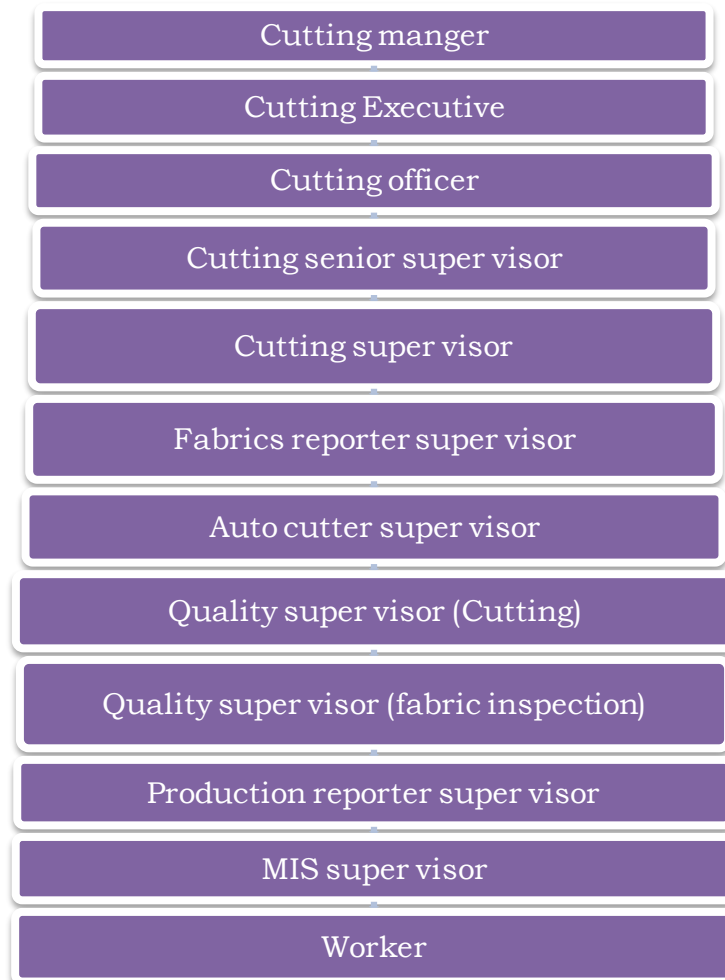 Cutting manger
Cutting Executive
Cutting officer
Cutting senior super visor
Cutting super visor
Fabrics reporter super visor
Auto cutter super visor
Quality super visor (Cutting)
Quality super visor (fabric inspection)
Production reporter super visor
MIS super visor
Worker